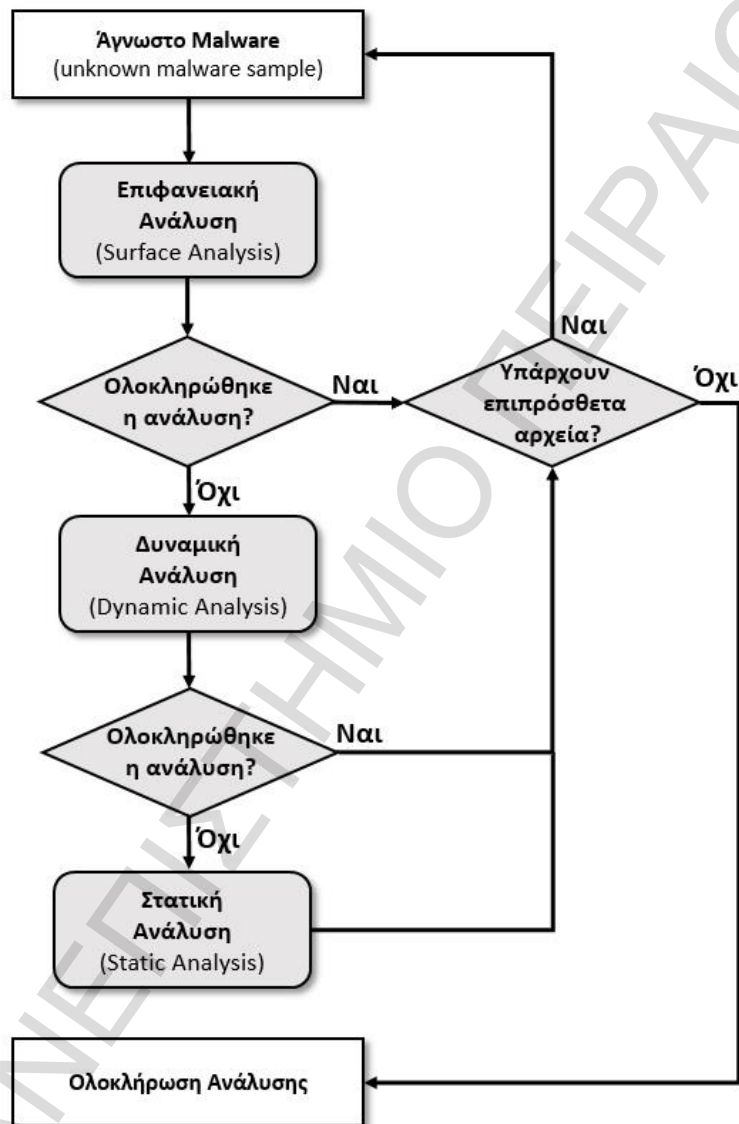 Άγνωστο Malware
(unknown malware sample)
Επιφανειακή
Ανάλυση
(Surface Analysis)
Ολοκληρώθηκε
η ανάλυση?
Ναι
Υπάρχουν
επιπρόσθετα
αρχεία?
Ναι
Όχι
Όχι
Δυναμική
Ανάλυση
(Dynamic Analysis)
Ολοκληρώθηκε
η ανάλυση?
Ναι
Όχι
Στατική
Ανάλυση
(Static Analysis)
Ολοκλήρωση Ανάλυσης